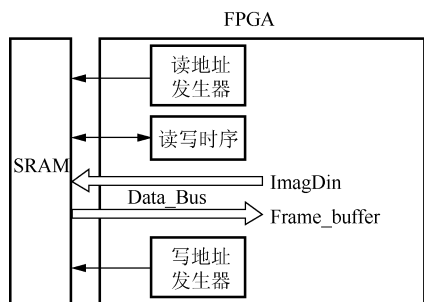 FPGA
读地址
发生器
读写时序
SRAM
ImagDin
Data_Bus
Frame_buffer
写地址
发生器